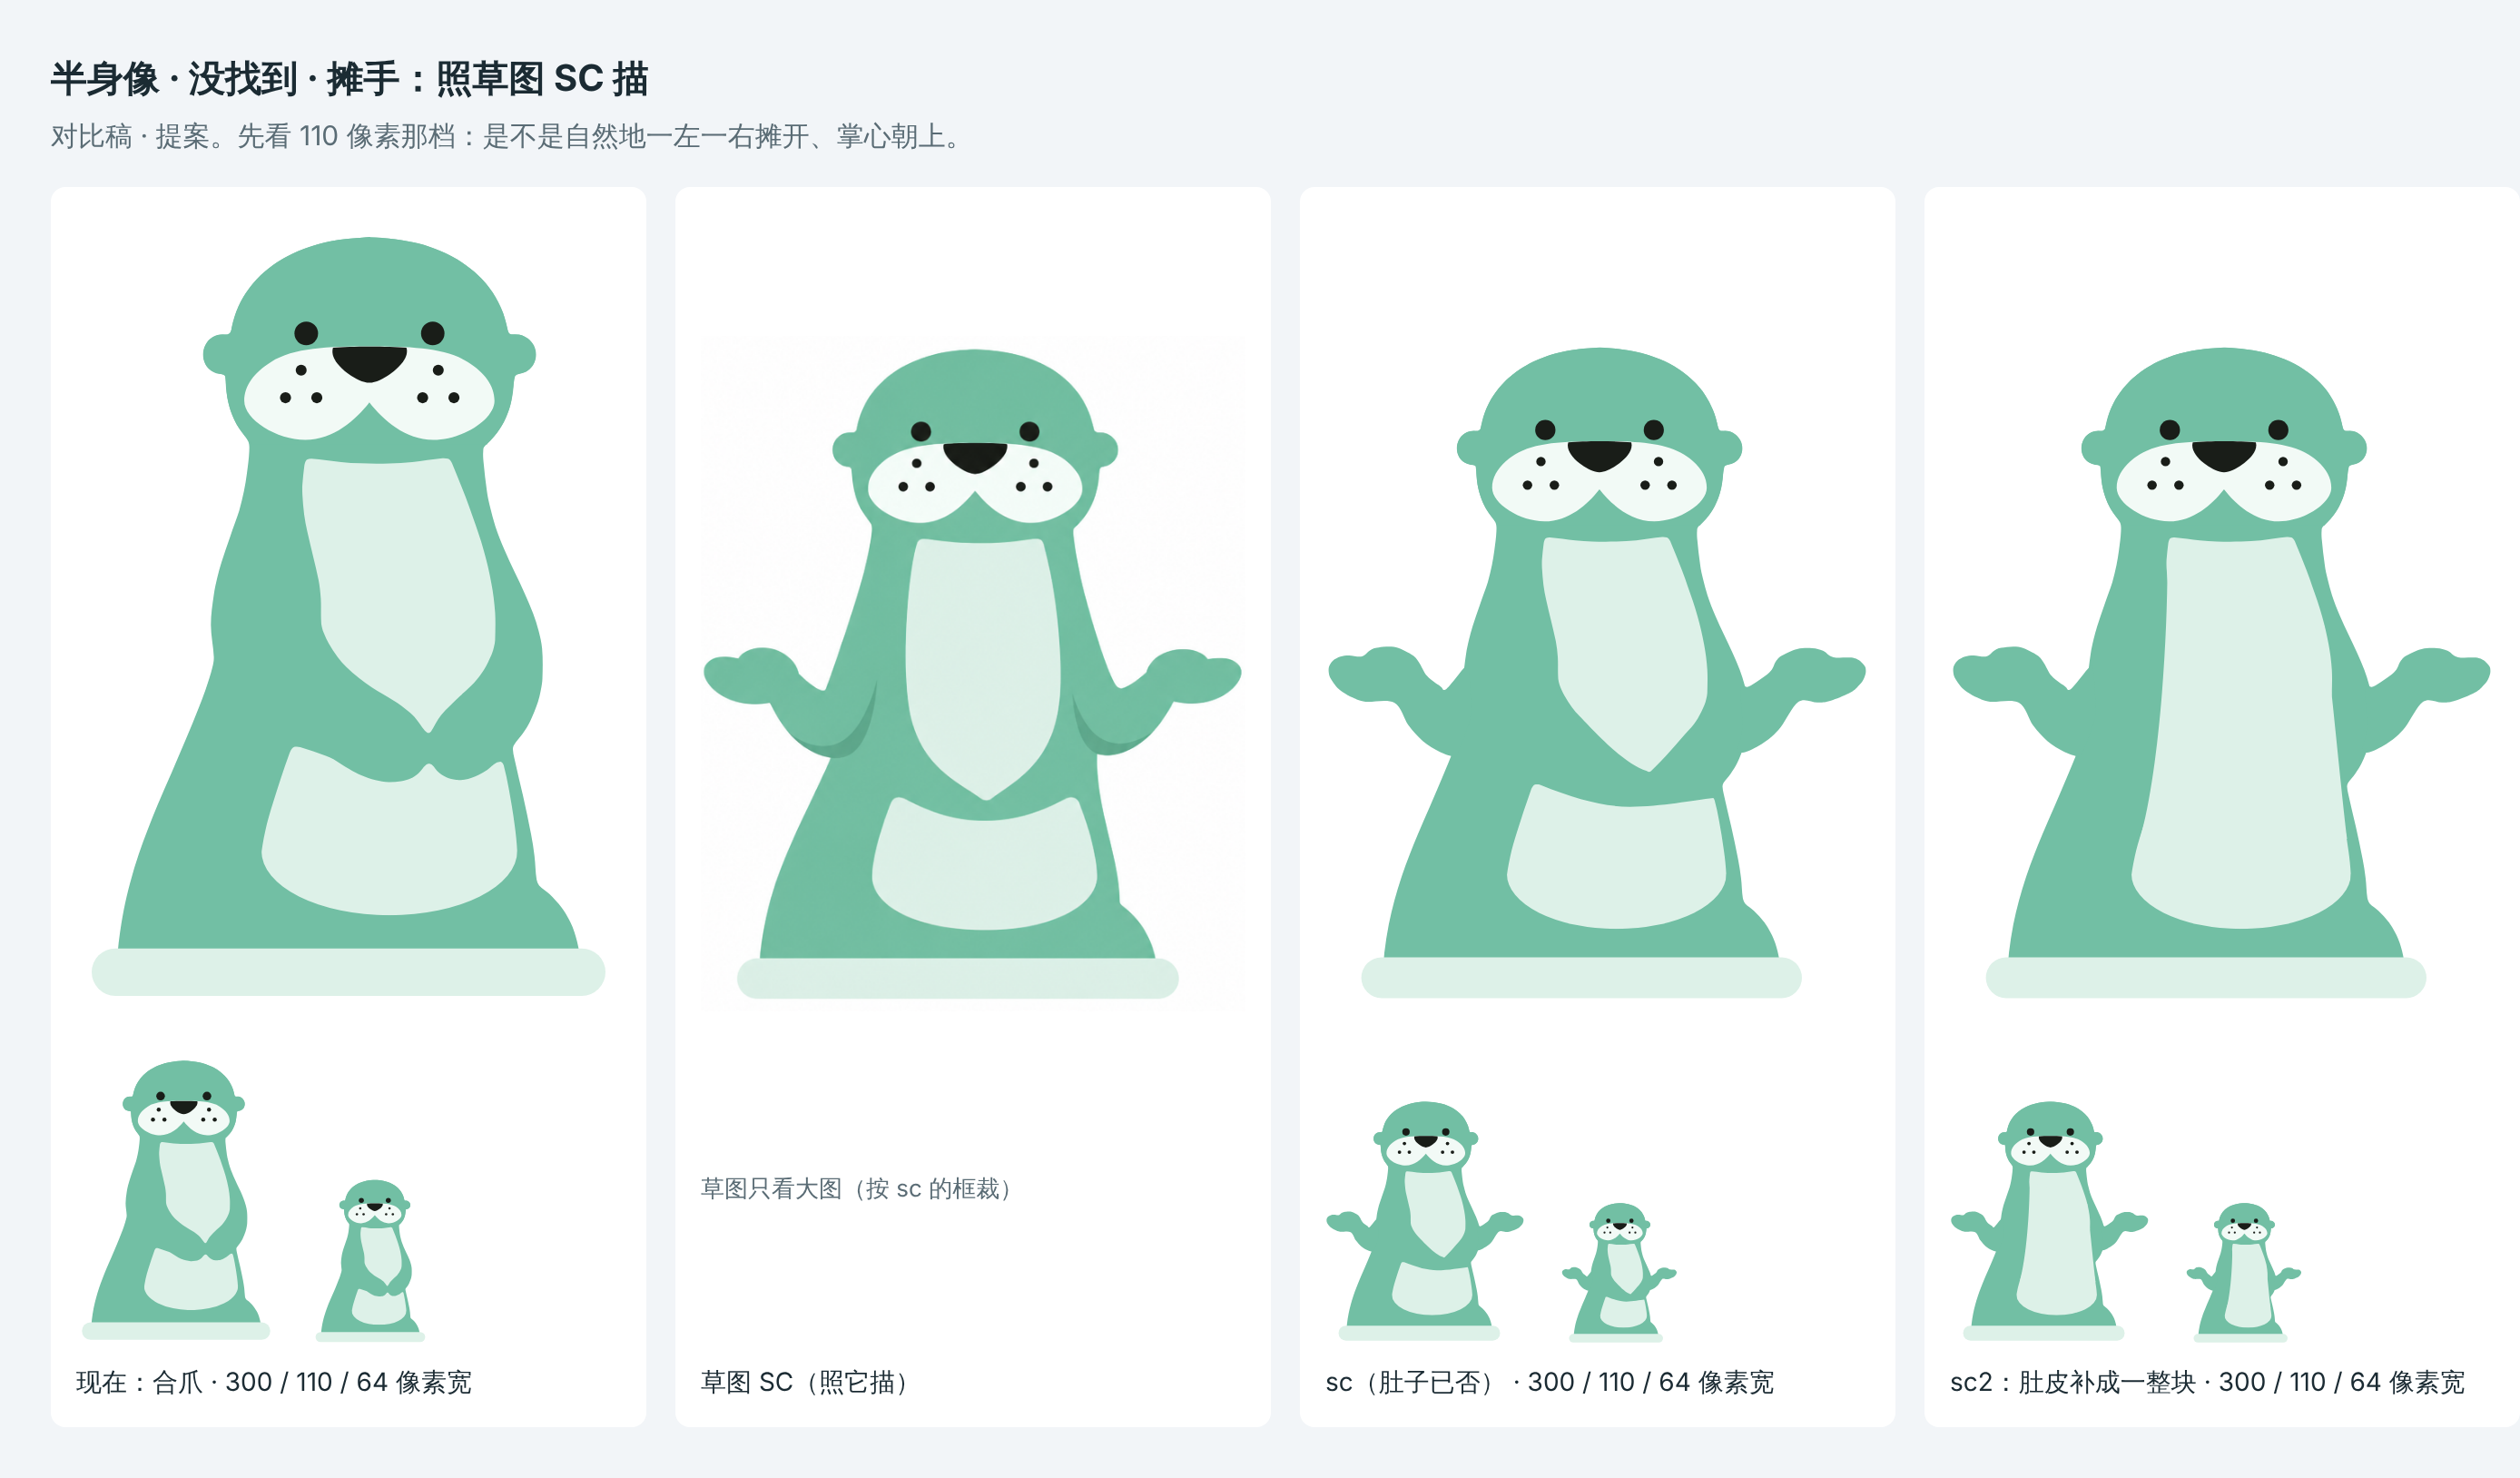 半身像 · 没找到 · 摊手：照草图 SC 描
对比稿 · 提案。先看 110 像素那档：是不是自然地一左一右摊开、掌心朝上。
草图只看大图（按 sc 的框裁）
现在：合爪 · 300 / 110 / 64 像素宽
草图 SC（照它描）
sc（肚子已否） · 300 / 110 / 64 像素宽
sc2：肚皮补成一整块 · 300 / 110 / 64 像素宽